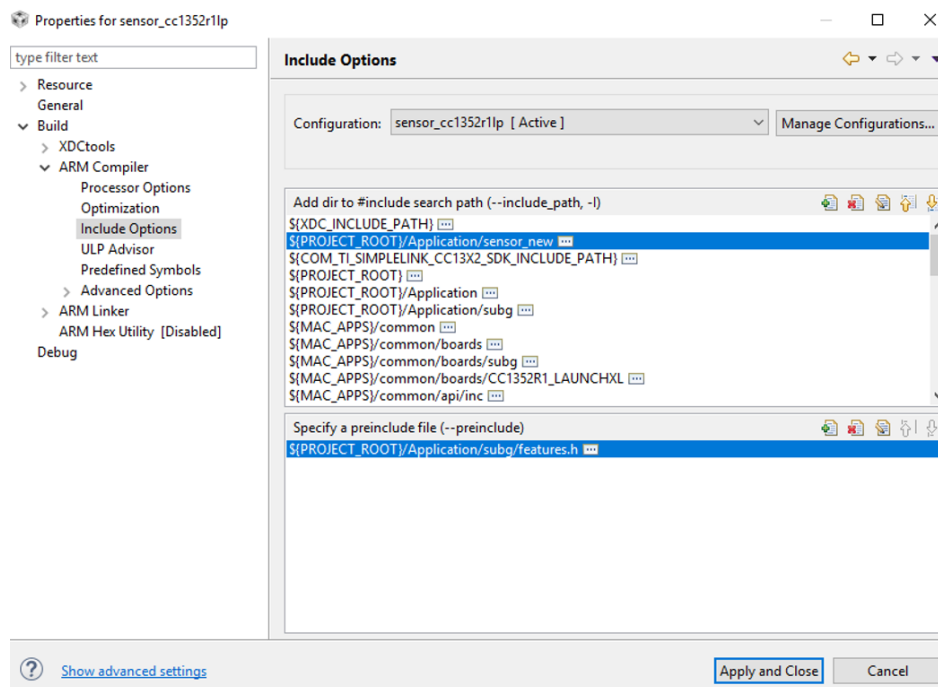 Properties for sensor_cc1352r1lp
type filter text
Resource
General
Build
XDCtools
ARM Compiler
Processor Options
Optimization
Include Options
ULP Advisor
Predefined Symbols
Advanced Options
ARM Linker
ARM Hex Utility [Disabled]
Debug
Include Options
Configuration: sensor_cc1352r1lp [ Active ]
Manage Configurations...
Add dir to #include search path (--include_path, -I)
${XDC_INCLUDE_PATH}
${PROJECT_ROOT}/Application/sensor_new
${COM_TI_SIMPLELINK_CC13X2_SDK_INCLUDE_PATH}
${PROJECT_ROOT}
${PROJECT_ROOT}/Application
${PROJECT_ROOT}/Application/subg
${MAC_APPS}/common
${MAC_APPS}/common/boards
${MAC_APPS}/common/boards/subg
${MAC_APPS}/common/boards/CC1352R1_LAUNCHXL
${MAC_APPS}/common/api/inc
Specify a preinclude file (--preinclude)
${PROJECT_ROOT}/Application/subg/features.h
Show advanced settings
Apply and Close
Cancel